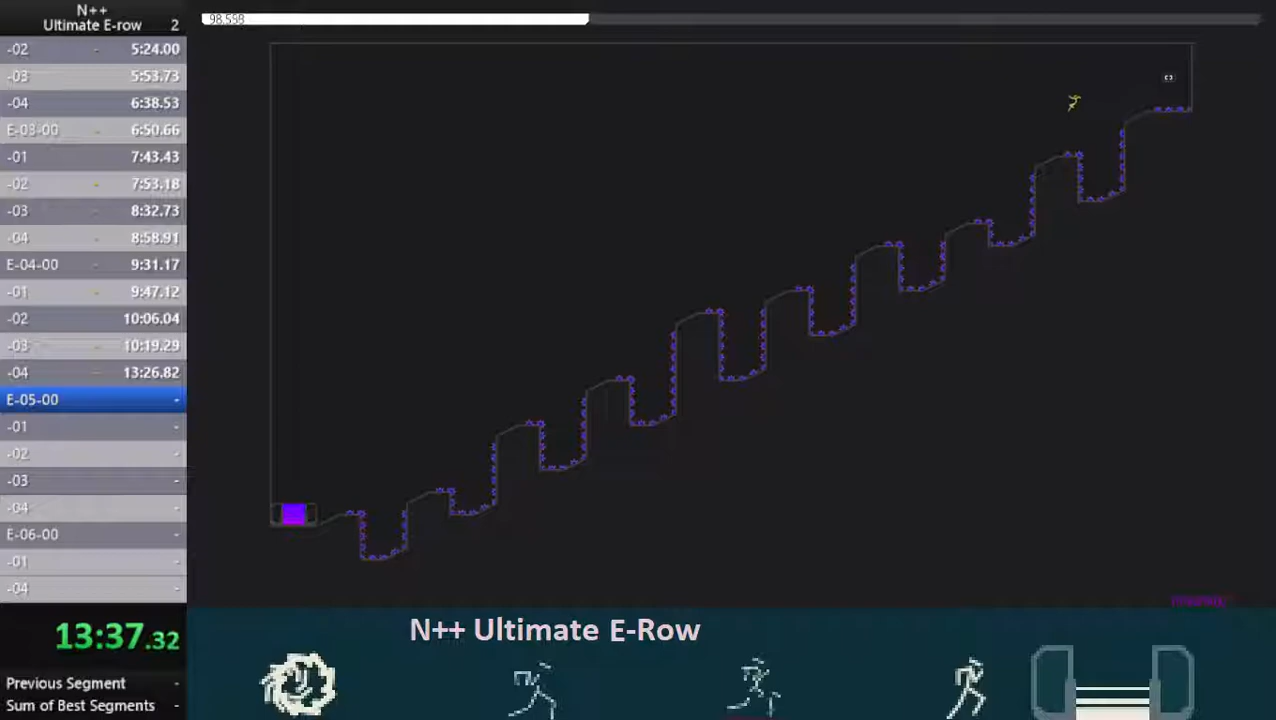 N++
Ultimate E-row 2
-02 - 5:24.00
-03 - 5:53.73
-04 - 6:38.53
E-03-00 - 6:50.66
-01 - 7:43.43
-02 - 7:53.18
-03 - 8:32.73
-04 - 8:58.91
E-04-00 - 9:31.17
-01 - 9:47.12
-02 - 10:06.04
-03 - 10:19.29
-04 - 13:26.82
E-05-00 -
-01 -
-02 -
-03 -
-04 -
E-06-00 -
-01 -
-04 -
13:37.32
Previous Segment -
Sum of Best Segments -
98.598
N++ Ultimate E-Row